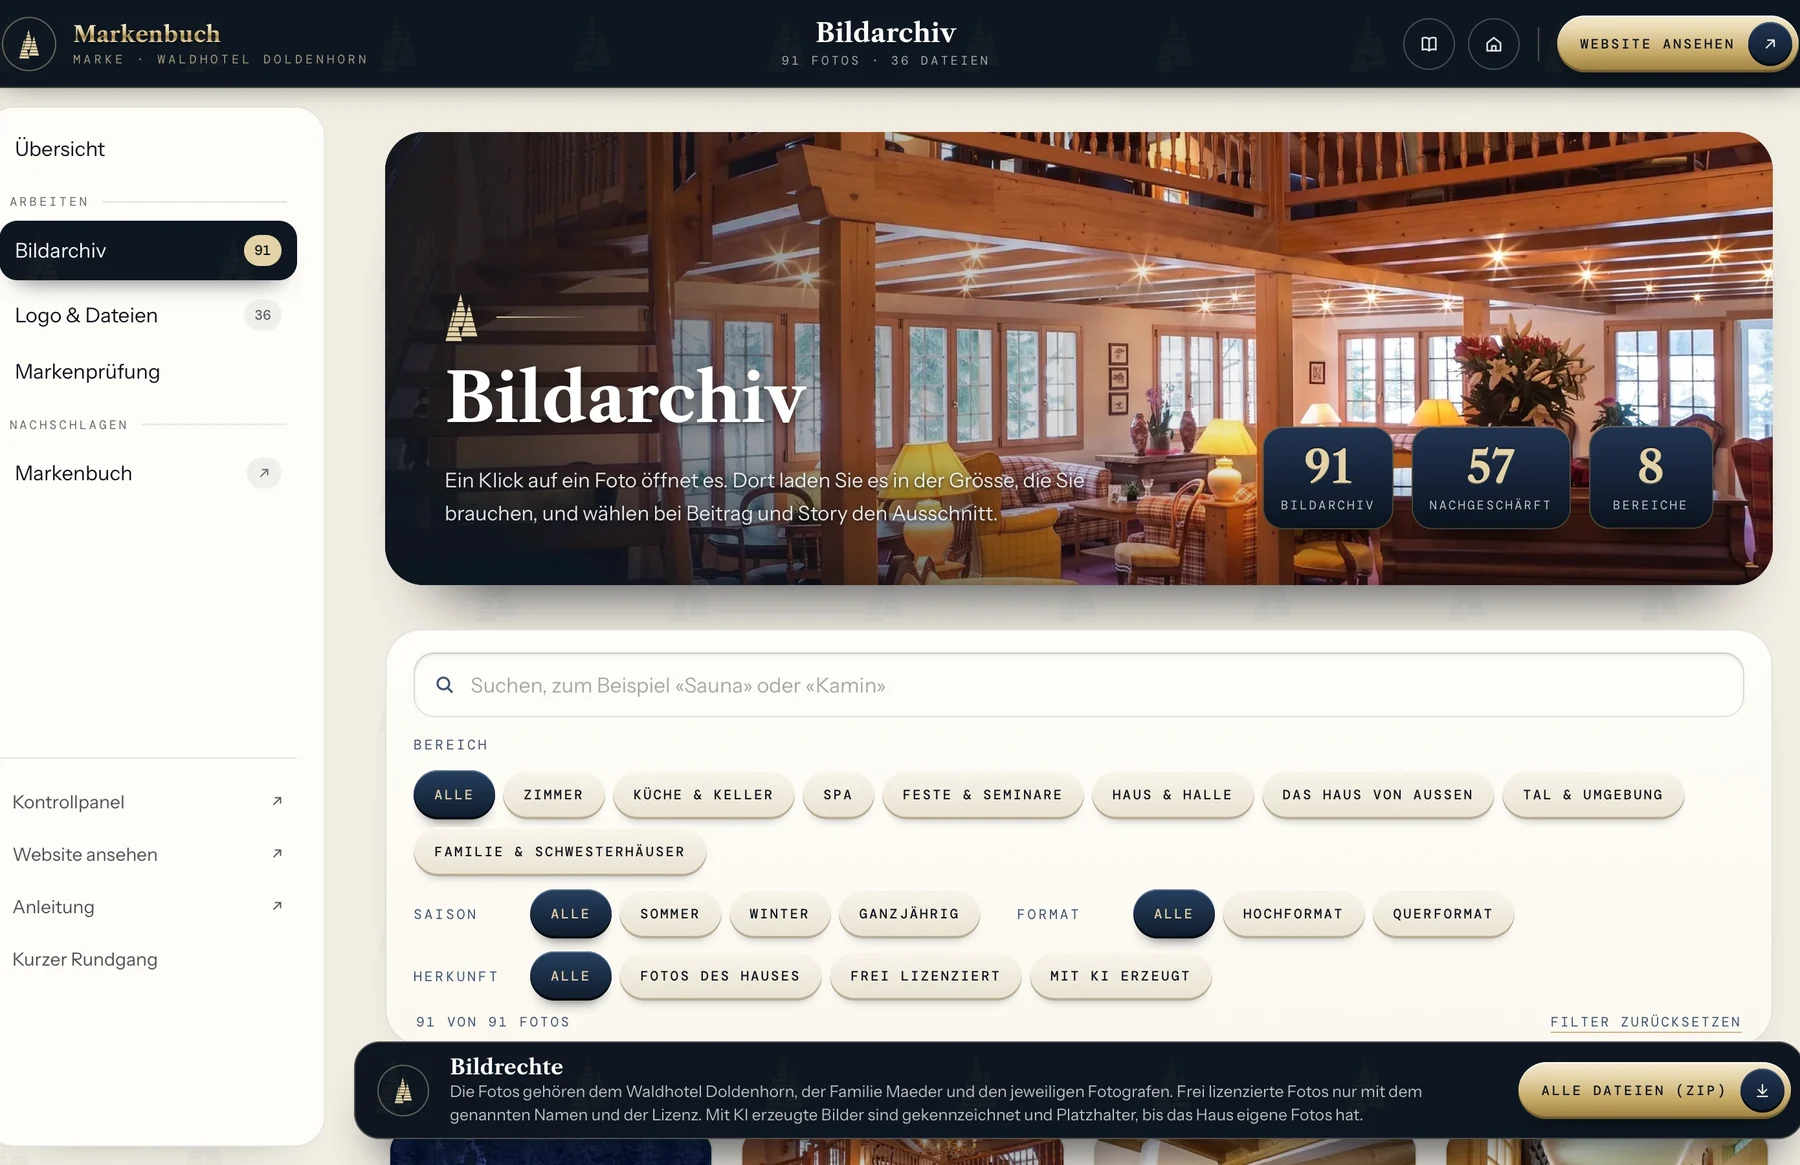 Markenbuch
MARKE · WALDHOTEL DOLDENHORN
Bildarchiv
91 FOTOS · 36 DATEIEN
WEBSITE ANSEHEN
Übersicht
ARBEITEN
Bildarchiv 91
Logo & Dateien 36
Markenprüfung
NACHSCHLAGEN
Markenbuch
Kontrollpanel
Website ansehen
Anleitung
Kurzer Rundgang
Bildarchiv
Ein Klick auf ein Foto öffnet es. Dort laden Sie es in der Grösse, die Sie
brauchen, und wählen bei Beitrag und Story den Ausschnitt.
91 57 8
BILDARCHIV NACHGESCHÄRFT BEREICHE
Suchen, zum Beispiel «Sauna» oder «Kamin»
BEREICH
ALLE ZIMMER KÜCHE & KELLER SPA FESTE & SEMINARE HAUS & HALLE DAS HAUS VON AUSSEN TAL & UMGEBUNG
FAMILIE & SCHWESTERHÄUSER
SAISON ALLE SOMMER WINTER GANZJÄHRIG FORMAT ALLE HOCHFORMAT QUERFORMAT
HERKUNFT ALLE FOTOS DES HAUSES FREI LIZENZIERT MIT KI ERZEUGT
91 VON 91 FOTOS FILTER ZURÜCKSETZEN
Bildrechte
Die Fotos gehören dem Waldhotel Doldenhorn, der Familie Maeder und den jeweiligen Fotografen. Frei lizenzierte Fotos nur mit dem
genannten Namen und der Lizenz. Mit KI erzeugte Bilder sind gekennzeichnet und Platzhalter, bis das Haus eigene Fotos hat.
ALLE DATEIEN (ZIP)